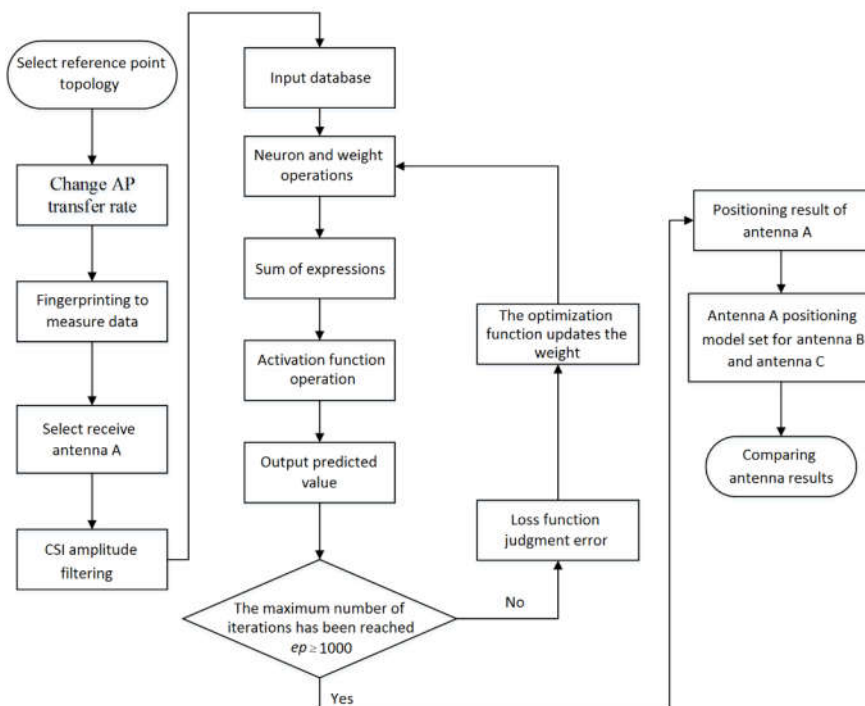 Select reference point
topology
Change AP
transfer rate
Fingerprinting to
measure data
Select receive
antenna A
CSI amplitude
filtering
Input database
Neuron and weight
operations
Sum of expressions
Activation function
operation
Output predicted
value
The maximum number of
iterations has been reached
ep ≥ 1000
No
Yes
Loss function
judgment error
The optimization
function updates the
weight
Positioning result of
antenna A
Antenna A positioning
model set for antenna B
and antenna C
Comparing
antenna results